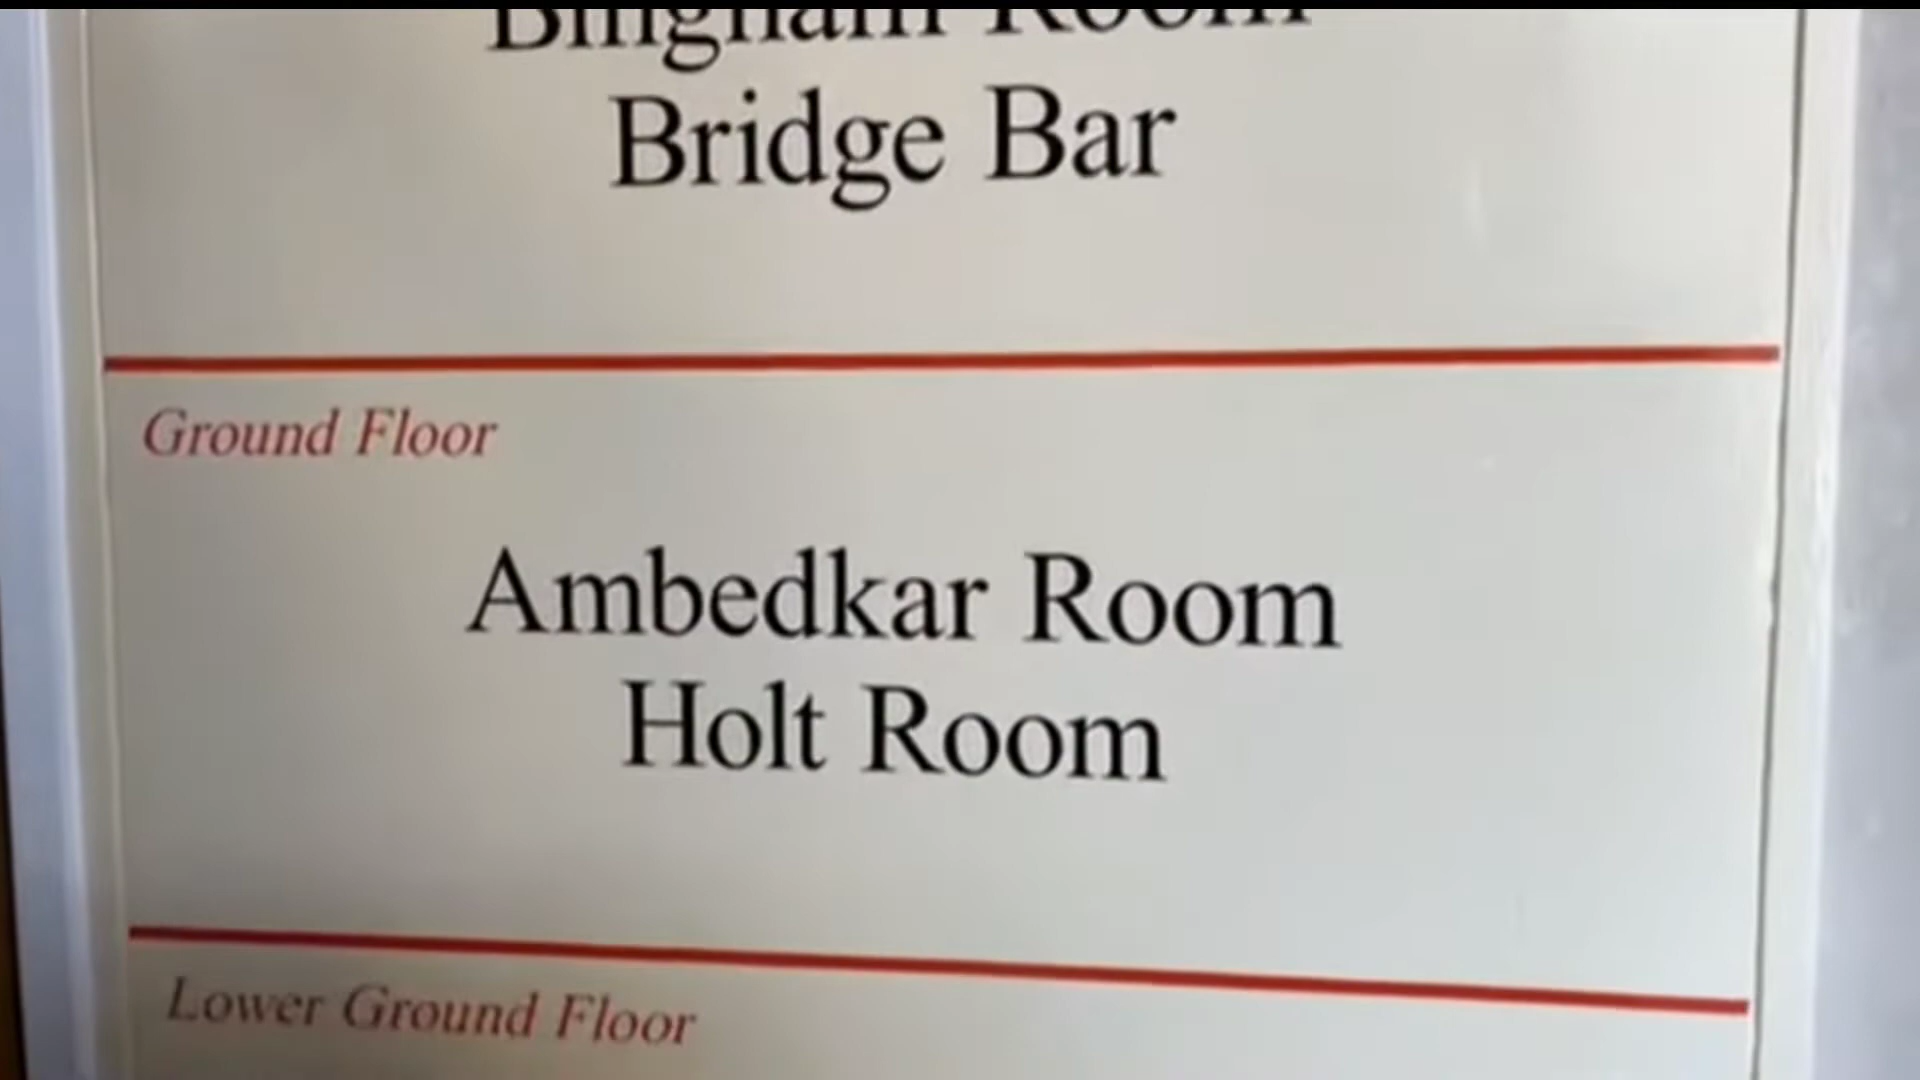 Bingham Room
Bridge Bar
Ground Floor
Ambedkar Room
Holt Room
Lower Ground Floor